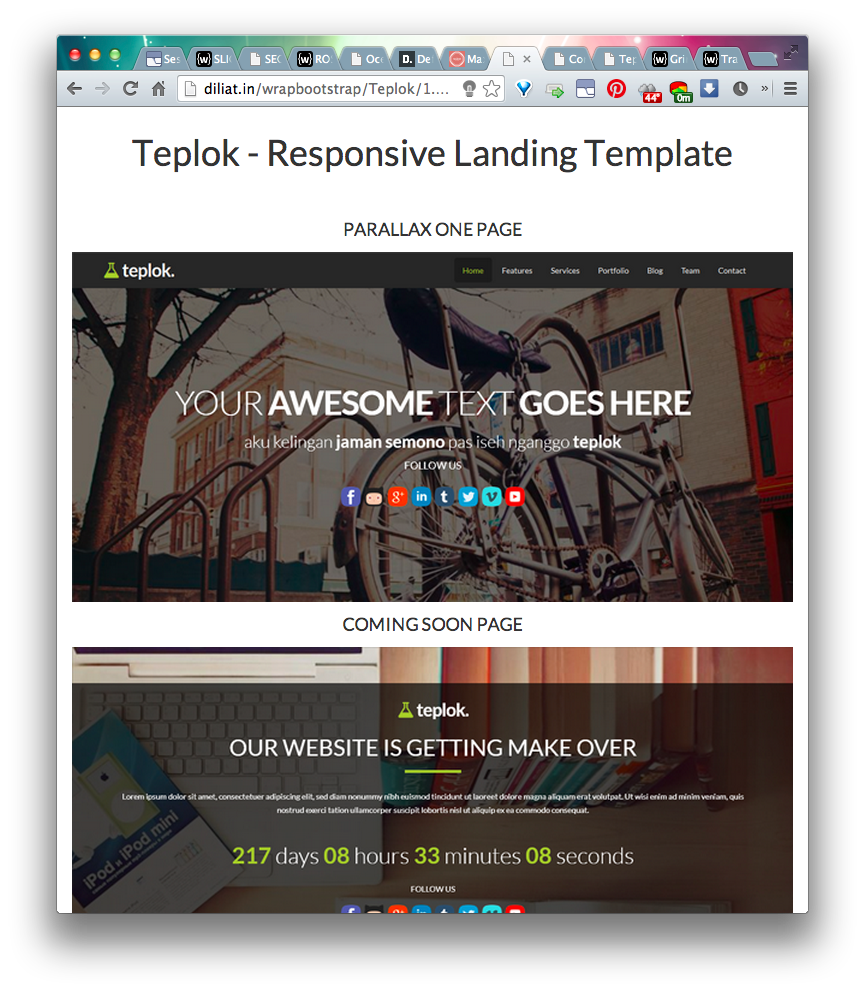 Ses
SLIC
SEC
RO
Oc
D. De
Ma
Co
Tep
Gri
Tra
diliat.in/wrapbootstrap/Teplok/1....
44°
0m
Teplok - Responsive Landing Template
PARALLAX ONE PAGE
teplok.
Home Features Services Portfolio Blog Team Contact
YOUR AWESOME TEXT GOES HERE
aku kelingan jaman semono pas iseh nganggo teplok
FOLLOW US
COMING SOON PAGE
teplok.
OUR WEBSITE IS GETTING MAKE OVER
Lorem ipsum dolor sit amet, consectetuer adipiscing elit, sed diam nonummy nibh euismod tincidunt ut laoreet dolore magna aliquam erat volutpat. Ut wisi enim ad minim veniam, quis
nostrud exerci tation ullamcorper suscipit lobortis nisl ut aliquip ex ea commodo consequat.
iPod и iPod mini
217 days 08 hours 33 minutes 08 seconds
FOLLOW US